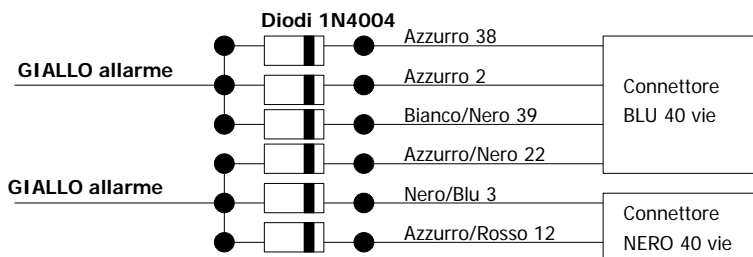 Diodi 1N4004
Azzurro 38
GIALLO allarme
Azzurro 2
Connettore
BLU 40 vie
Bianco/Nero 39
Azzurro/Nero 22
GIALLO allarme
Nero/Blu 3
Connettore
NERO 40 vie
Azzurro/Rosso 12